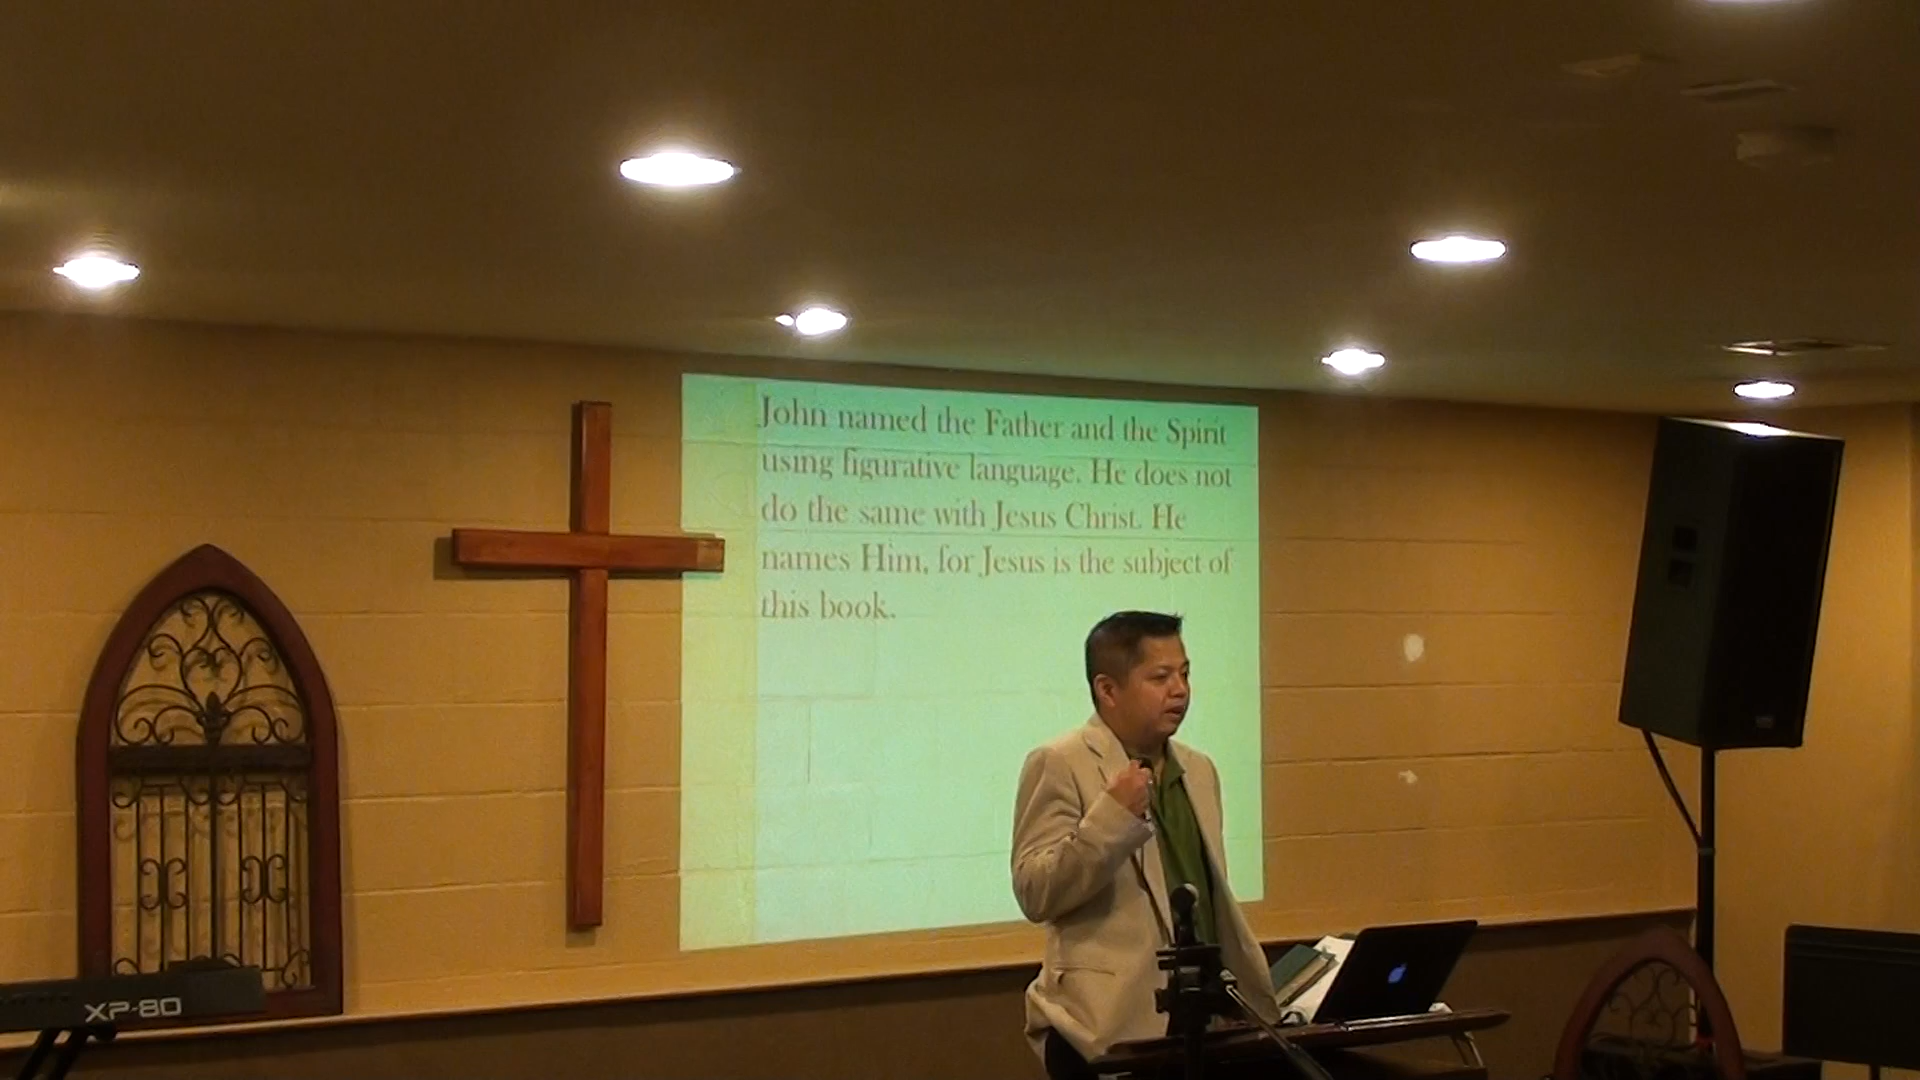 John named the Father and the Spirit
using figurative language. He does not
do the same with Jesus Christ. He
names Him, for Jesus is the subject of
this book.
XP-80